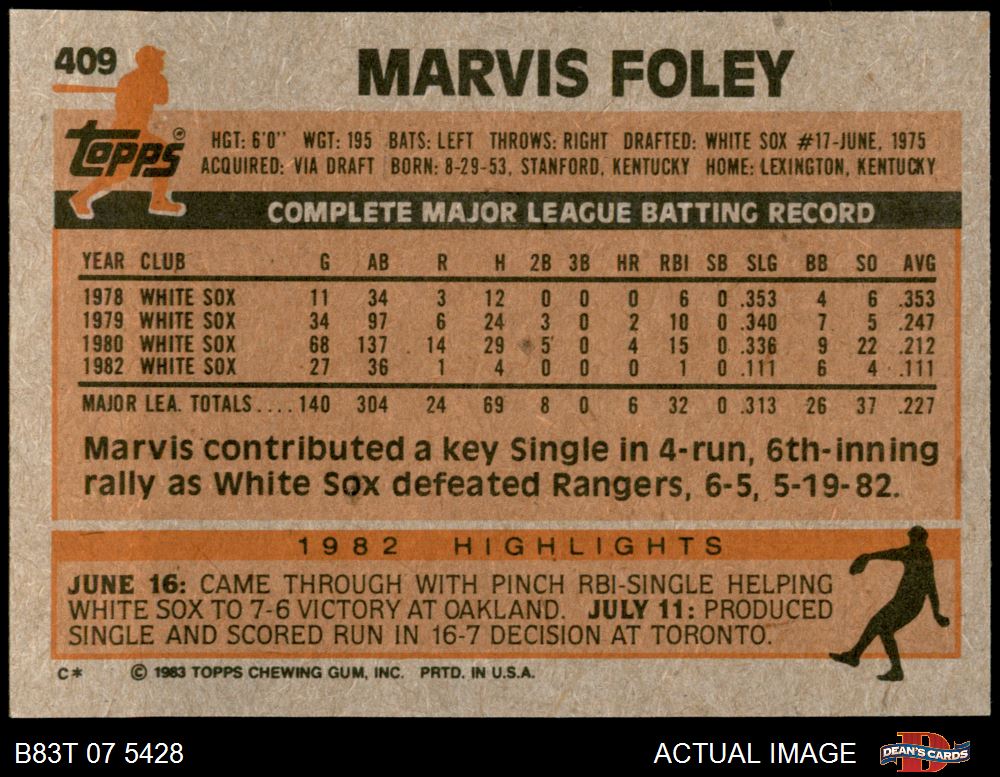 409
MARVIS FOLEY
topps ®
HGT: 6'0" WGT: 195 BATS: LEFT THROWS: RIGHT DRAFTED: WHITE SOX #17-JUNE, 1975
ACQUIRED: VIA DRAFT BORN: 8-29-53, STANFORD, KENTUCKY HOME: LEXINGTON, KENTUCKY
COMPLETE MAJOR LEAGUE BATTING RECORD
YEAR CLUB G AB R H 2B 3B HR RBI SB SLG BB SO AVG
1978 WHITE SOX 11 34 3 12 0 0 0 6 0 .353 4 6 .353
1979 WHITE SOX 34 97 6 24 3 0 2 10 0 .340 7 5 .247
1980 WHITE SOX 68 137 14 29 5 0 4 15 0 .336 9 22 .212
1982 WHITE SOX 27 36 1 4 0 0 0 1 0 .111 6 4 .111
MAJOR LEA. TOTALS....140 304 24 69 8 0 6 32 0 .313 26 37 .227
Marvis contributed a key Single in 4-run, 6th-inning
rally as White Sox defeated Rangers, 6-5, 5-19-82.
1982 HIGHLIGHTS
JUNE 16: CAME THROUGH WITH PINCH RBI-SINGLE HELPING
WHITE SOX TO 7-6 VICTORY AT OAKLAND. JULY 11: PRODUCED
SINGLE AND SCORED RUN IN 16-7 DECISION AT TORONTO.
C* © 1983 TOPPS CHEWING GUM, INC. PRTD. IN U.S.A.
B83T 07 5428 ACTUAL IMAGE D DEAN'S CARDS